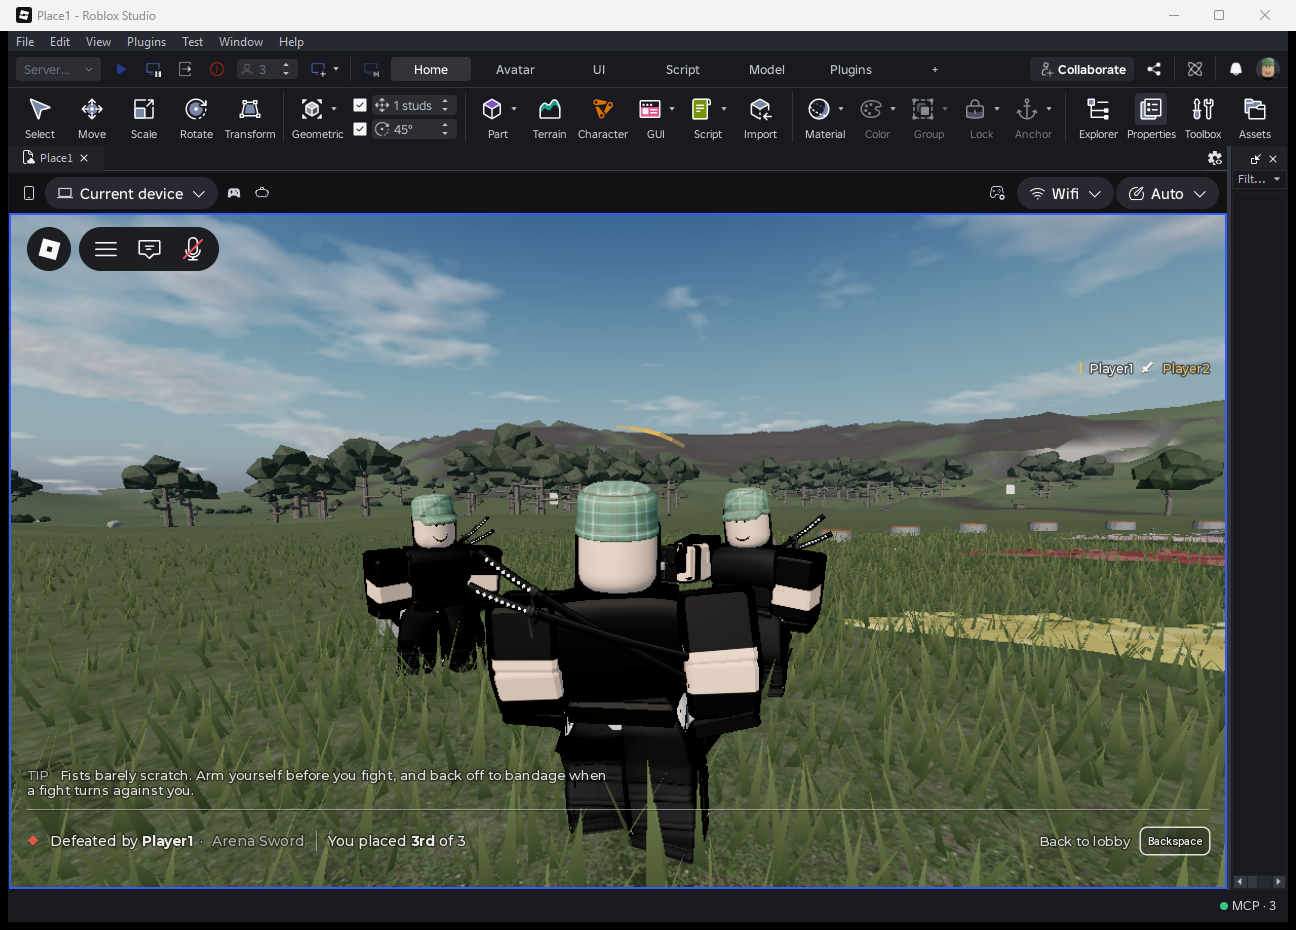 Place1 - Roblox Studio
File Edit View Plugins Test Window Help
Server... 3 Home Avatar UI Script Model Plugins + Collaborate
1 studs
45°
Select Move Scale Rotate Transform Geometric Part Terrain Character GUI Script Import Material Color Group Lock Anchor Explorer Properties Toolbox Assets
Place1
Filt...
Current device Wifi Auto
Player1 Player2
TIP Fists barely scratch. Arm yourself before you fight, and back off to bandage when
a fight turns against you.
Defeated by Player1 · Arena Sword You placed 3rd of 3 Back to lobby Backspace
MCP · 3